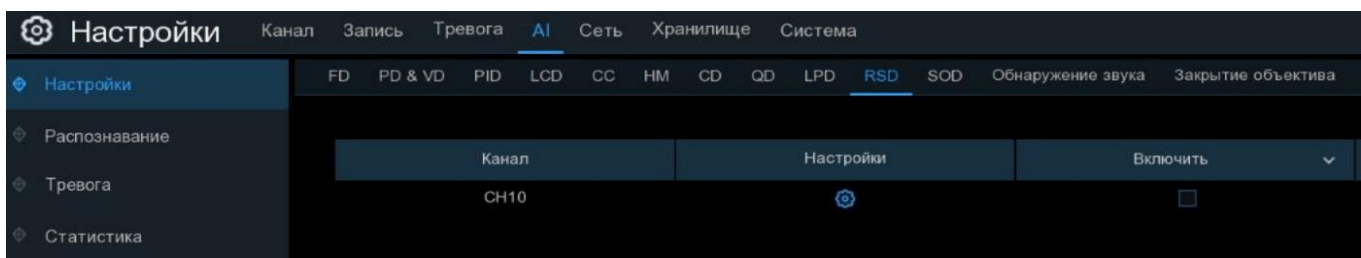 Настройки Канал Запись Тревога AI Сеть Хранилище Система
Настройки FD PD & VD PID LCD CC HM CD QD LPD RSD SOD Обнаружение звука Закрытие объектива
Распознавание
Канал Настройки Включить
Тревога
CH10
Статистика